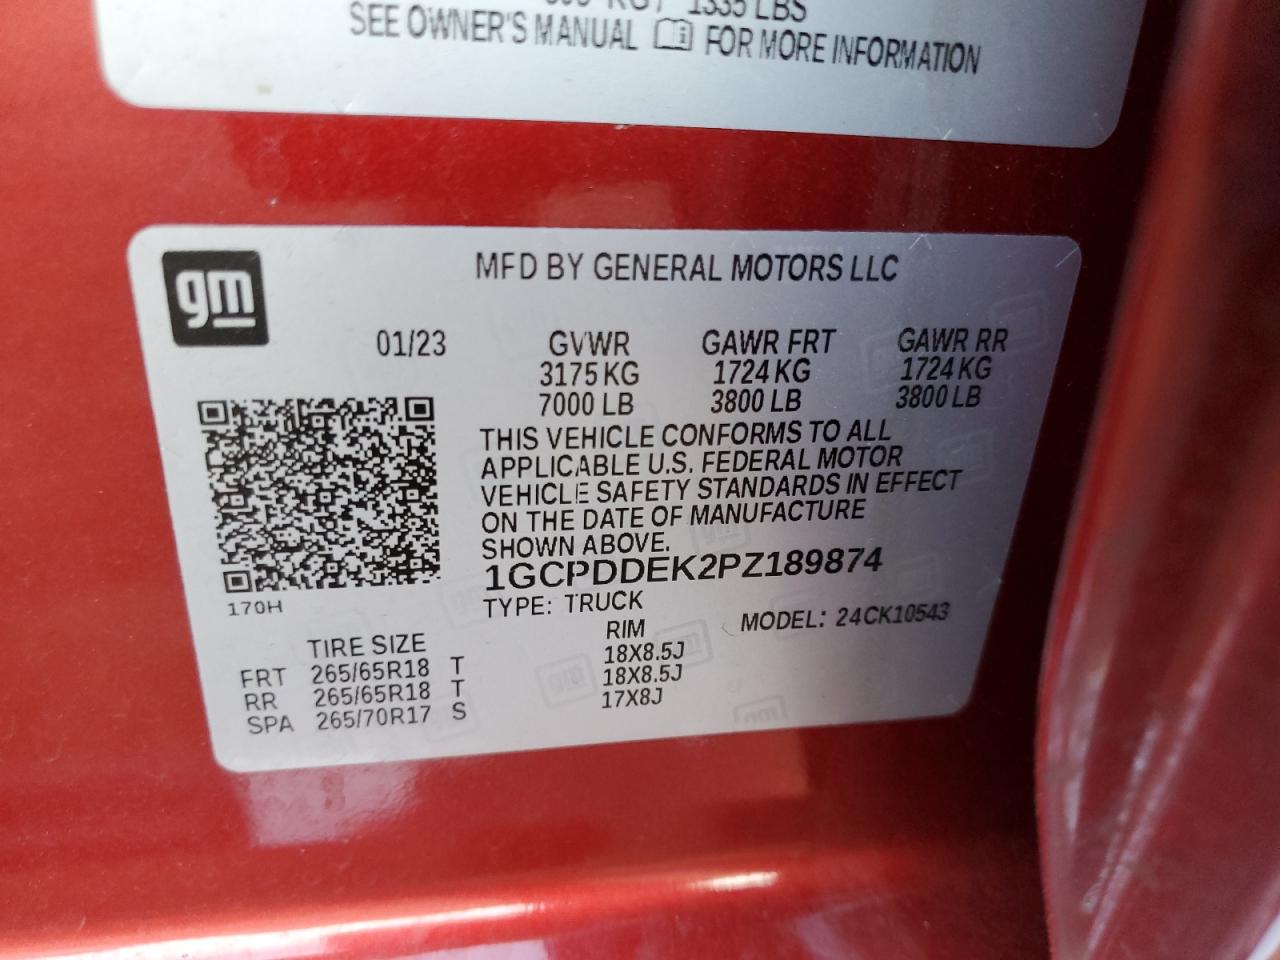 1335 LBS
SEE OWNER'S MANUAL FOR MORE INFORMATION
gm
MFD BY GENERAL MOTORS LLC
01/23 GVWR GAWR FRT GAWR RR
3175 KG 1724 KG 1724 KG
7000 LB 3800 LB 3800 LB
THIS VEHICLE CONFORMS TO ALL
APPLICABLE U.S. FEDERAL MOTOR
VEHICLE SAFETY STANDARDS IN EFFECT
ON THE DATE OF MANUFACTURE
SHOWN ABOVE.
1GCPDDEK2PZ189874
170H
TYPE: TRUCK MODEL: 24CK10543
TIRE SIZE RIM
FRT 265/65R18 T 18X8.5J
RR 265/65R18 T 18X8.5J
SPA 265/70R17 S 17X8J